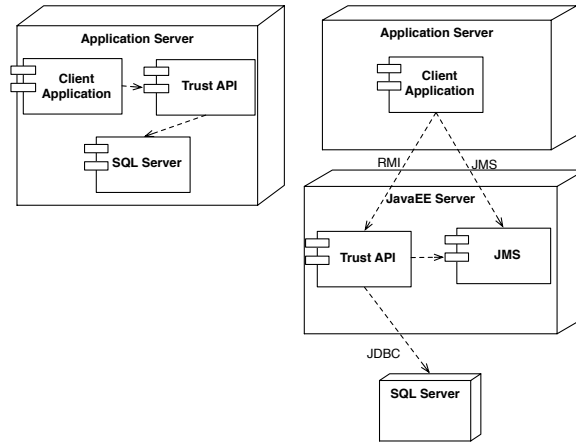 Application Server
Client
Application
Trust API
SQL Server
Application Server
Client
Application
RMI
JMS
JavaEE Server
Trust API
JMS
JDBC
SQL Server